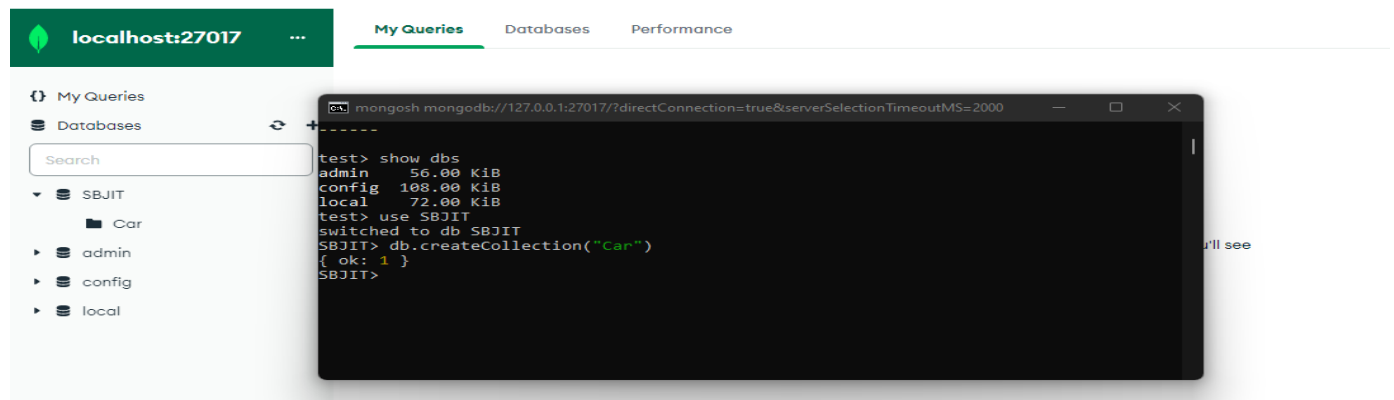 localhost:27017 ...
My Queries Databases Performance
{} My Queries
Databases
Search
SBJIT
Car
admin
config
local
mongosh mongodb://127.0.0.1:27017/?directConnection=true&serverSelectionTimeoutMS=2000
------
test> show dbs
admin 56.00 KiB
config 108.00 KiB
local 72.00 KiB
test> use SBJIT
switched to db SBJIT
SBJIT> db.createCollection("Car")
{ ok: 1 }
SBJIT>
'll see